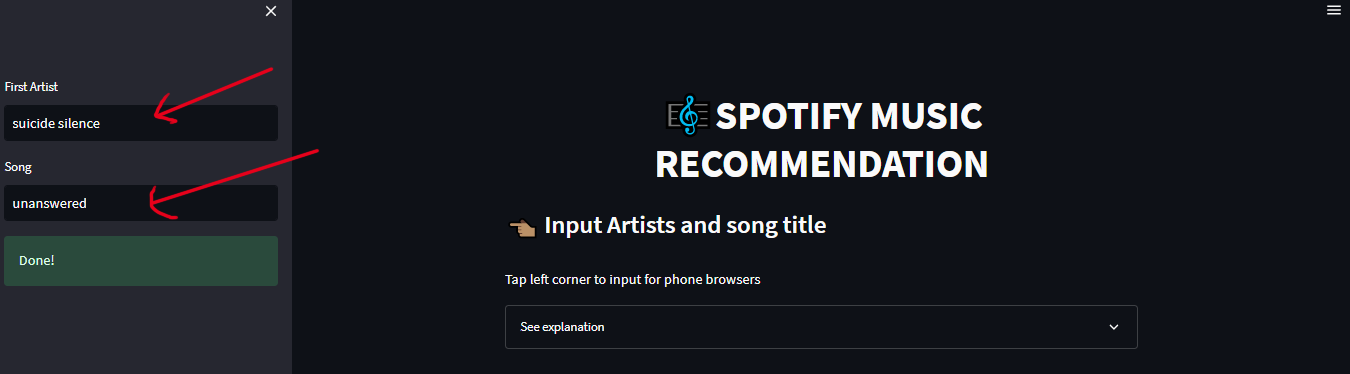 First Artist
suicide silence
Song
unanswered
Done!
SPOTIFY MUSIC
RECOMMENDATION
Input Artists and song title
Tap left corner to input for phone browsers
See explanation